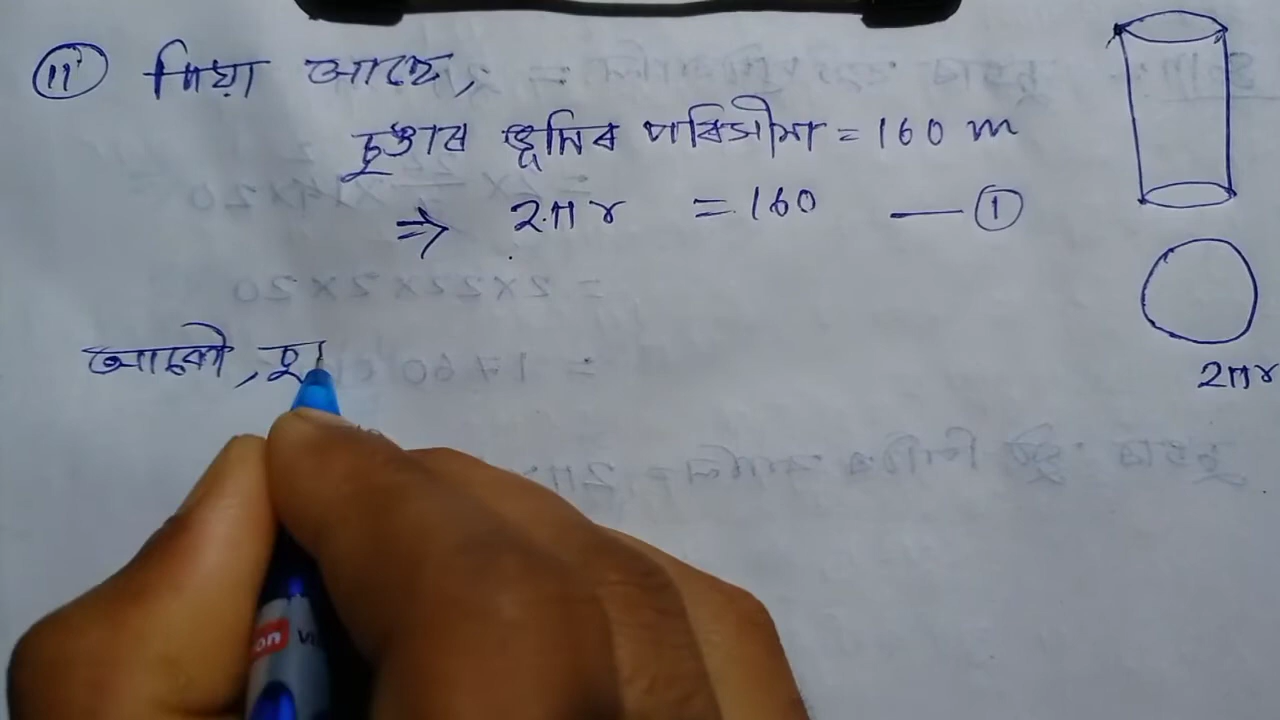 (11) দিয়া আছে,
চুঙাৰ ভূমিৰ পৰিসীমা = 160 m
⇒ 2πr = 160 — (1)
আকৌ, চু
2πr